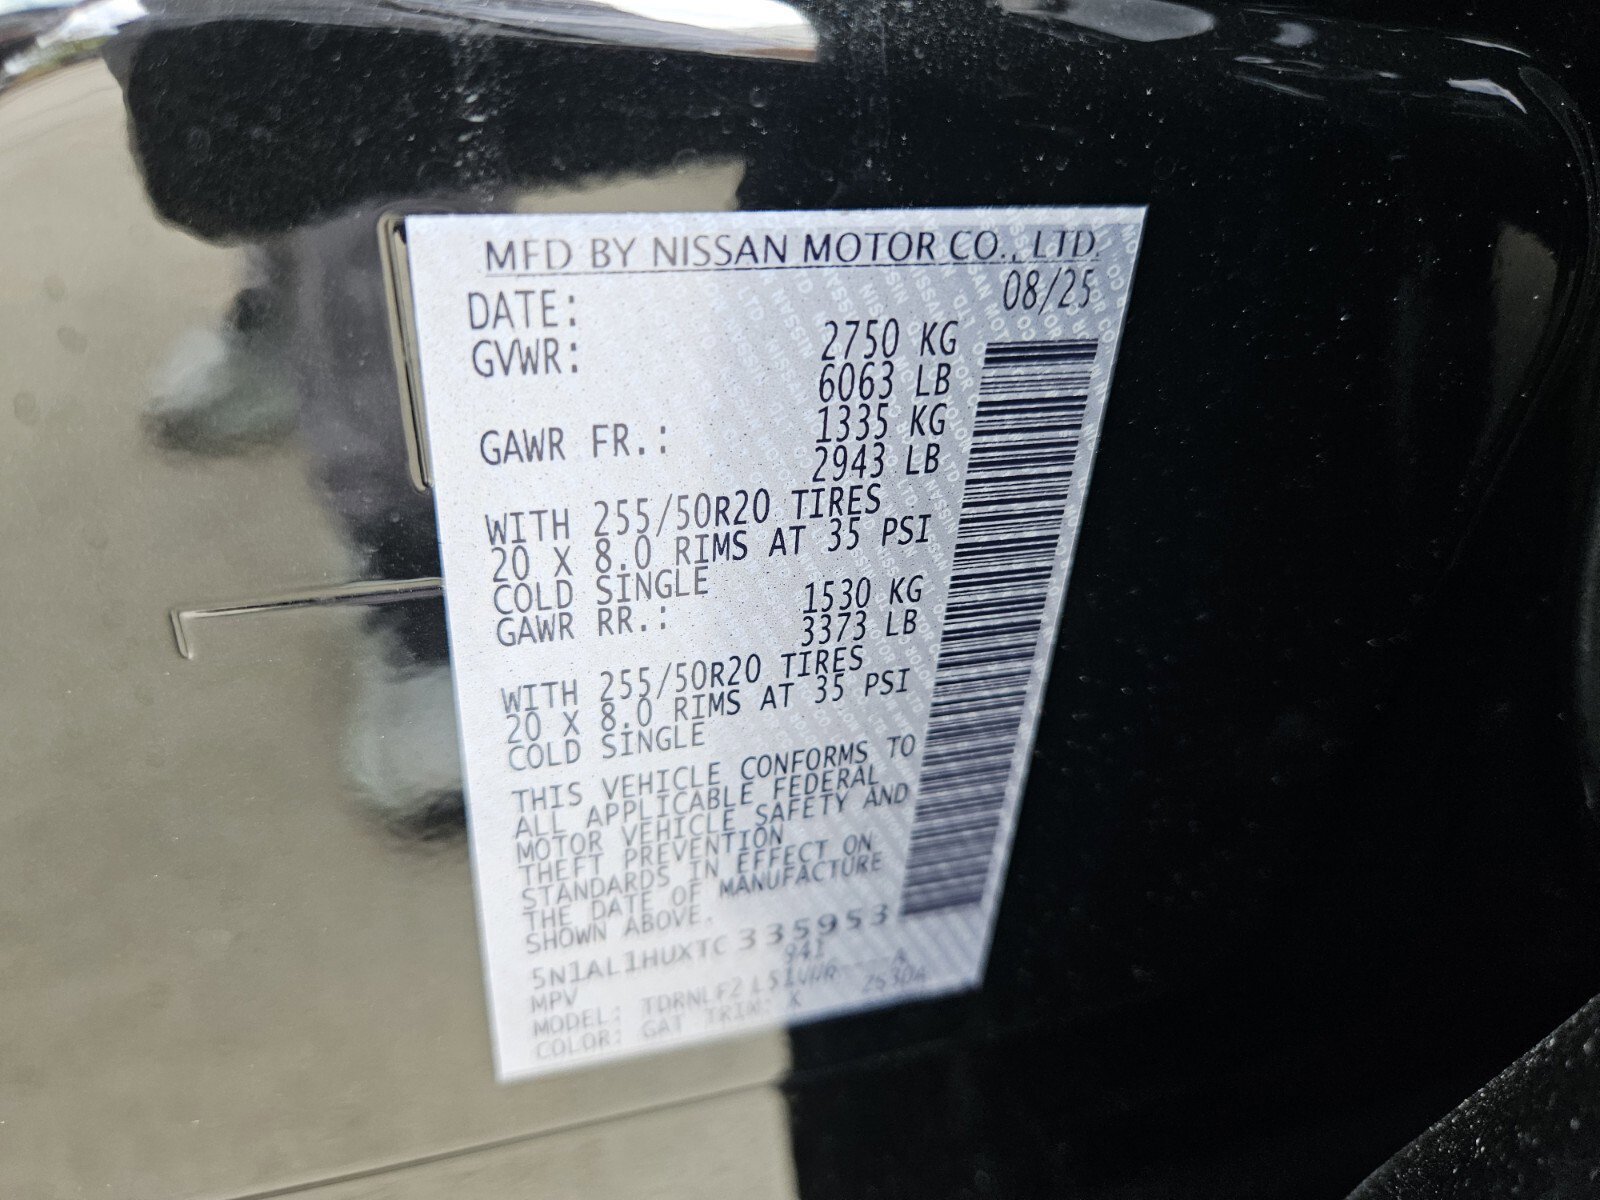 MFD BY NISSAN MOTOR CO., LTD.
DATE: 08/25
GVWR: 2750 KG
6063 LB
GAWR FR.: 1335 KG
2943 LB
WITH 255/50R20 TIRES
20 X 8.0 RIMS AT 35 PSI
COLD SINGLE
GAWR RR.: 1530 KG
3373 LB
WITH 255/50R20 TIRES
20 X 8.0 RIMS AT 35 PSI
COLD SINGLE
THIS VEHICLE CONFORMS TO
ALL APPLICABLE FEDERAL
MOTOR VEHICLE SAFETY AND
THEFT PREVENTION
STANDARDS IN EFFECT ON
THE DATE OF MANUFACTURE
SHOWN ABOVE.
5N1AL1HUXTC335953
MPV 941
MODEL: A
COLOR: GAT TRIM: K